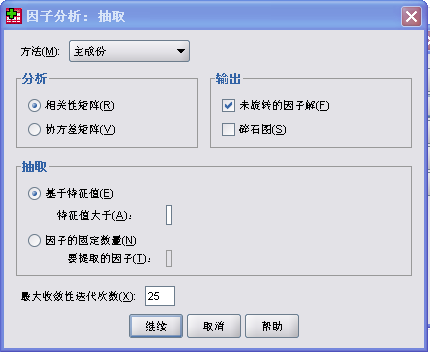 因子分析：抽取
方法(M): 主成份
分析
相关性矩阵(R)
协方差矩阵(V)
输出
未旋转的因子解(F)
碎石图(S)
抽取
基于特征值(E)
特征值大于(A):
因子的固定数量(N)
要提取的因子(T):
最大收敛性迭代次数(X): 25
继续 取消 帮助